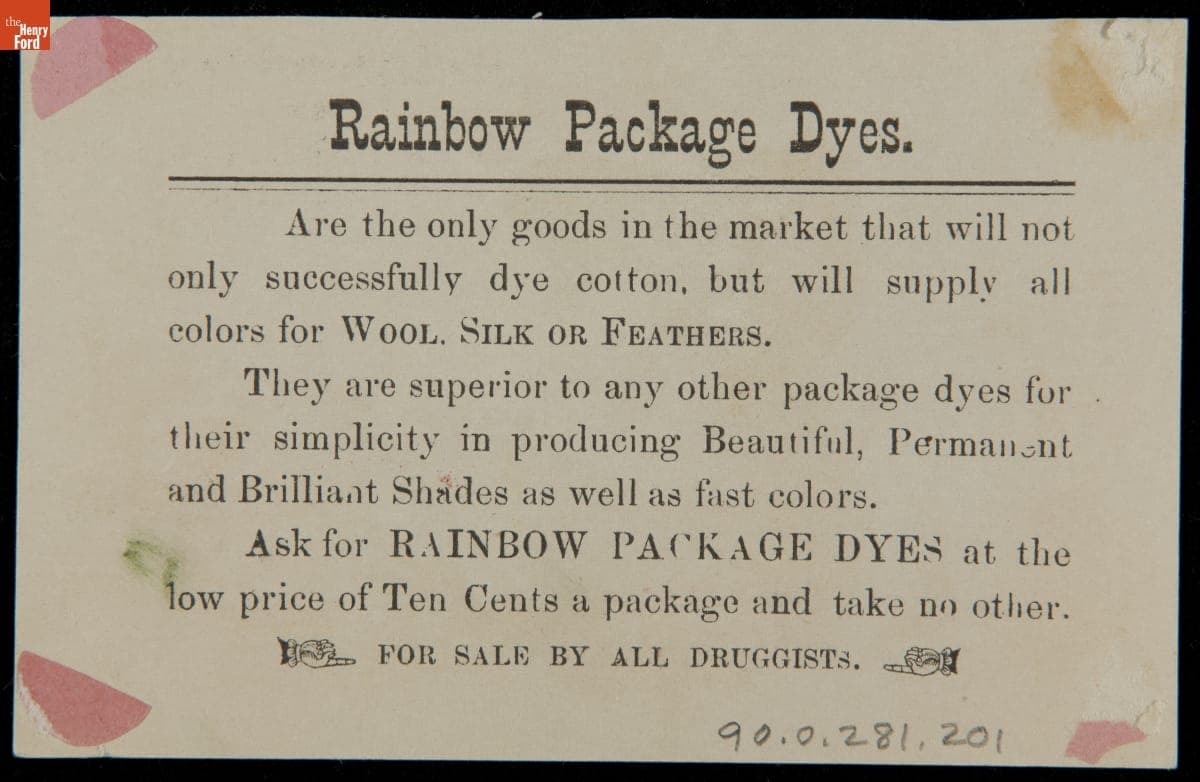 the
Henry
Ford
Rainbow Package Dyes.
Are the only goods in the market that will not
only successfully dye cotton, but will supply all
colors for WOOL, SILK OR FEATHERS.
They are superior to any other package dyes for
their simplicity in producing Beautiful, Permanent
and Brilliant Shades as well as fast colors.
Ask for RAINBOW PACKAGE DYES at the
low price of Ten Cents a package and take no other.
FOR SALE BY ALL DRUGGISTS.
90.0.281.201